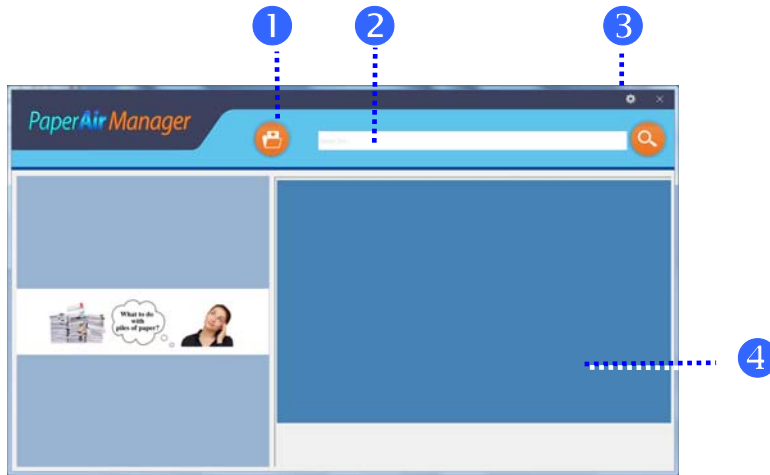 1 2 3
PaperAir Manager
What to do
with
piles of paper?
4